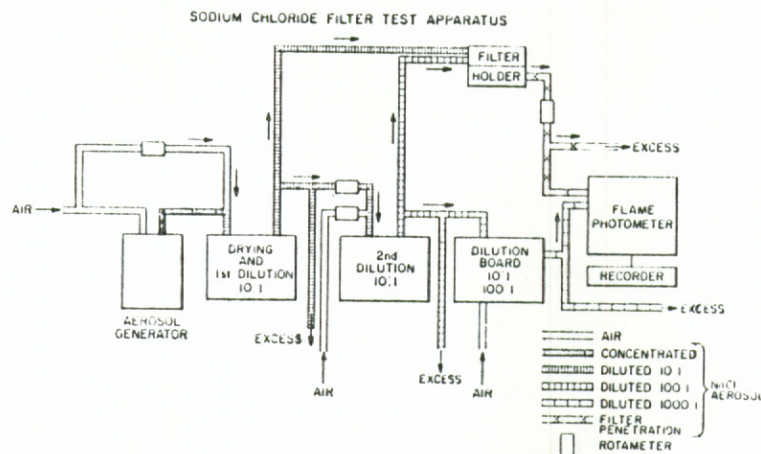 SODIUM CHLORIDE FILTER TEST APPARATUS
FILTER
HOLDER
EXCESS
AIR
FLAME
PHOTOMETER
RECORDER
DRYING
AND
1st DILUTION
10:1
2nd
DILUTION
10:1
DILUTION
BOARD
10:1
100:1
AEROSOL
GENERATOR
EXCESS
AIR
EXCESS
AIR
EXCESS
AIR
CONCENTRATED
DILUTED 10:1
DILUTED 100:1
DILUTED 1000:1
FILTER
PENETRATION
NaCl
AEROSOL
ROTAMETER